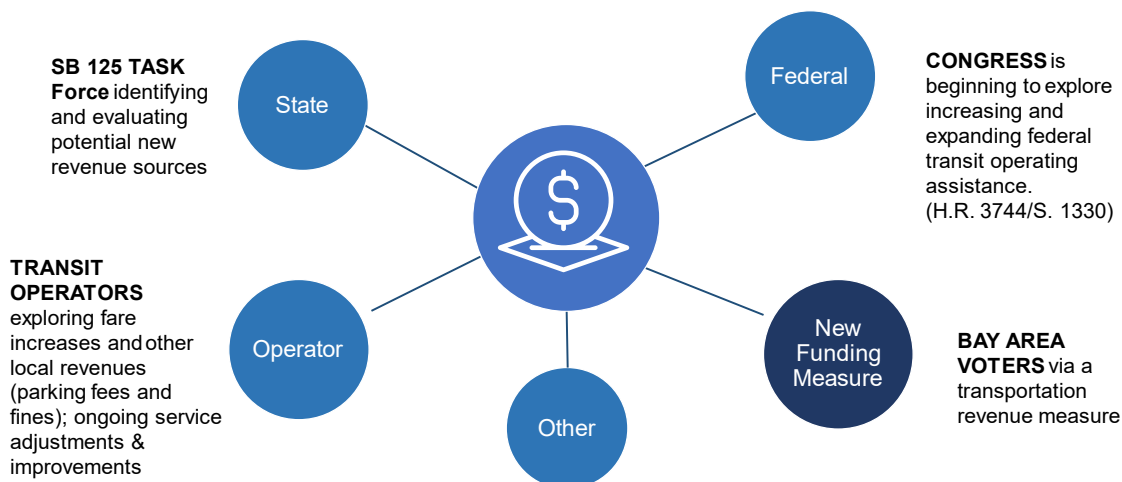 SB 125 TASK
Force identifying
and evaluating
potential new
revenue sources
State
$
Federal
CONGRESS is
beginning to explore
increasing and
expanding federal
transit operating
assistance.
(H.R. 3744/S. 1330)
TRANSIT
OPERATORS
exploring fare
increases and other
local revenues
(parking fees and
fines); ongoing service
adjustments &
improvements
Operator
Other
New
Funding
Measure
BAY AREA
VOTERS via a
transportation
revenue measure